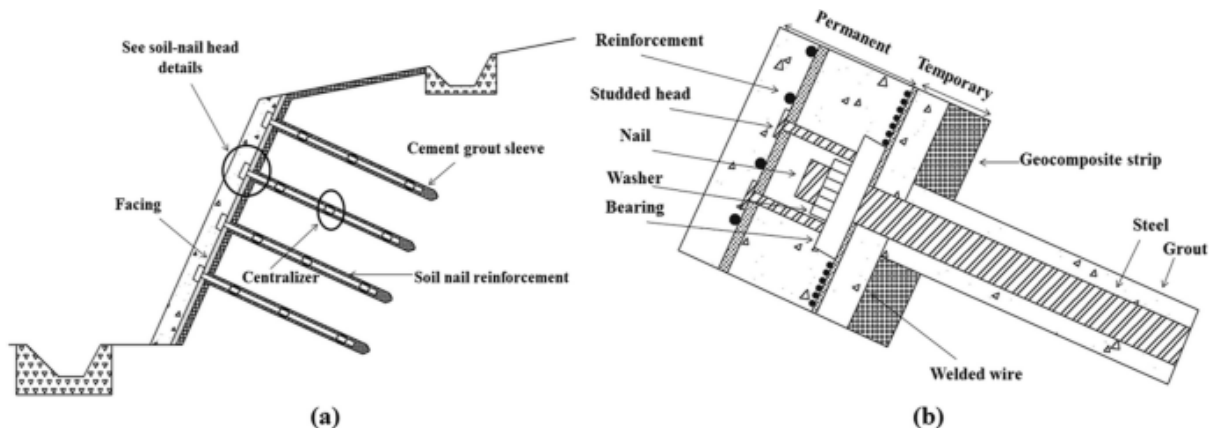 See soil-nail head
details
Cement grout sleeve
Facing
Centralizer
Soil nail reinforcement
(a)
Permanent
Temporary
Reinforcement
Studded head
Nail
Washer
Bearing
Geocomposite strip
Steel
Grout
Welded wire
(b)